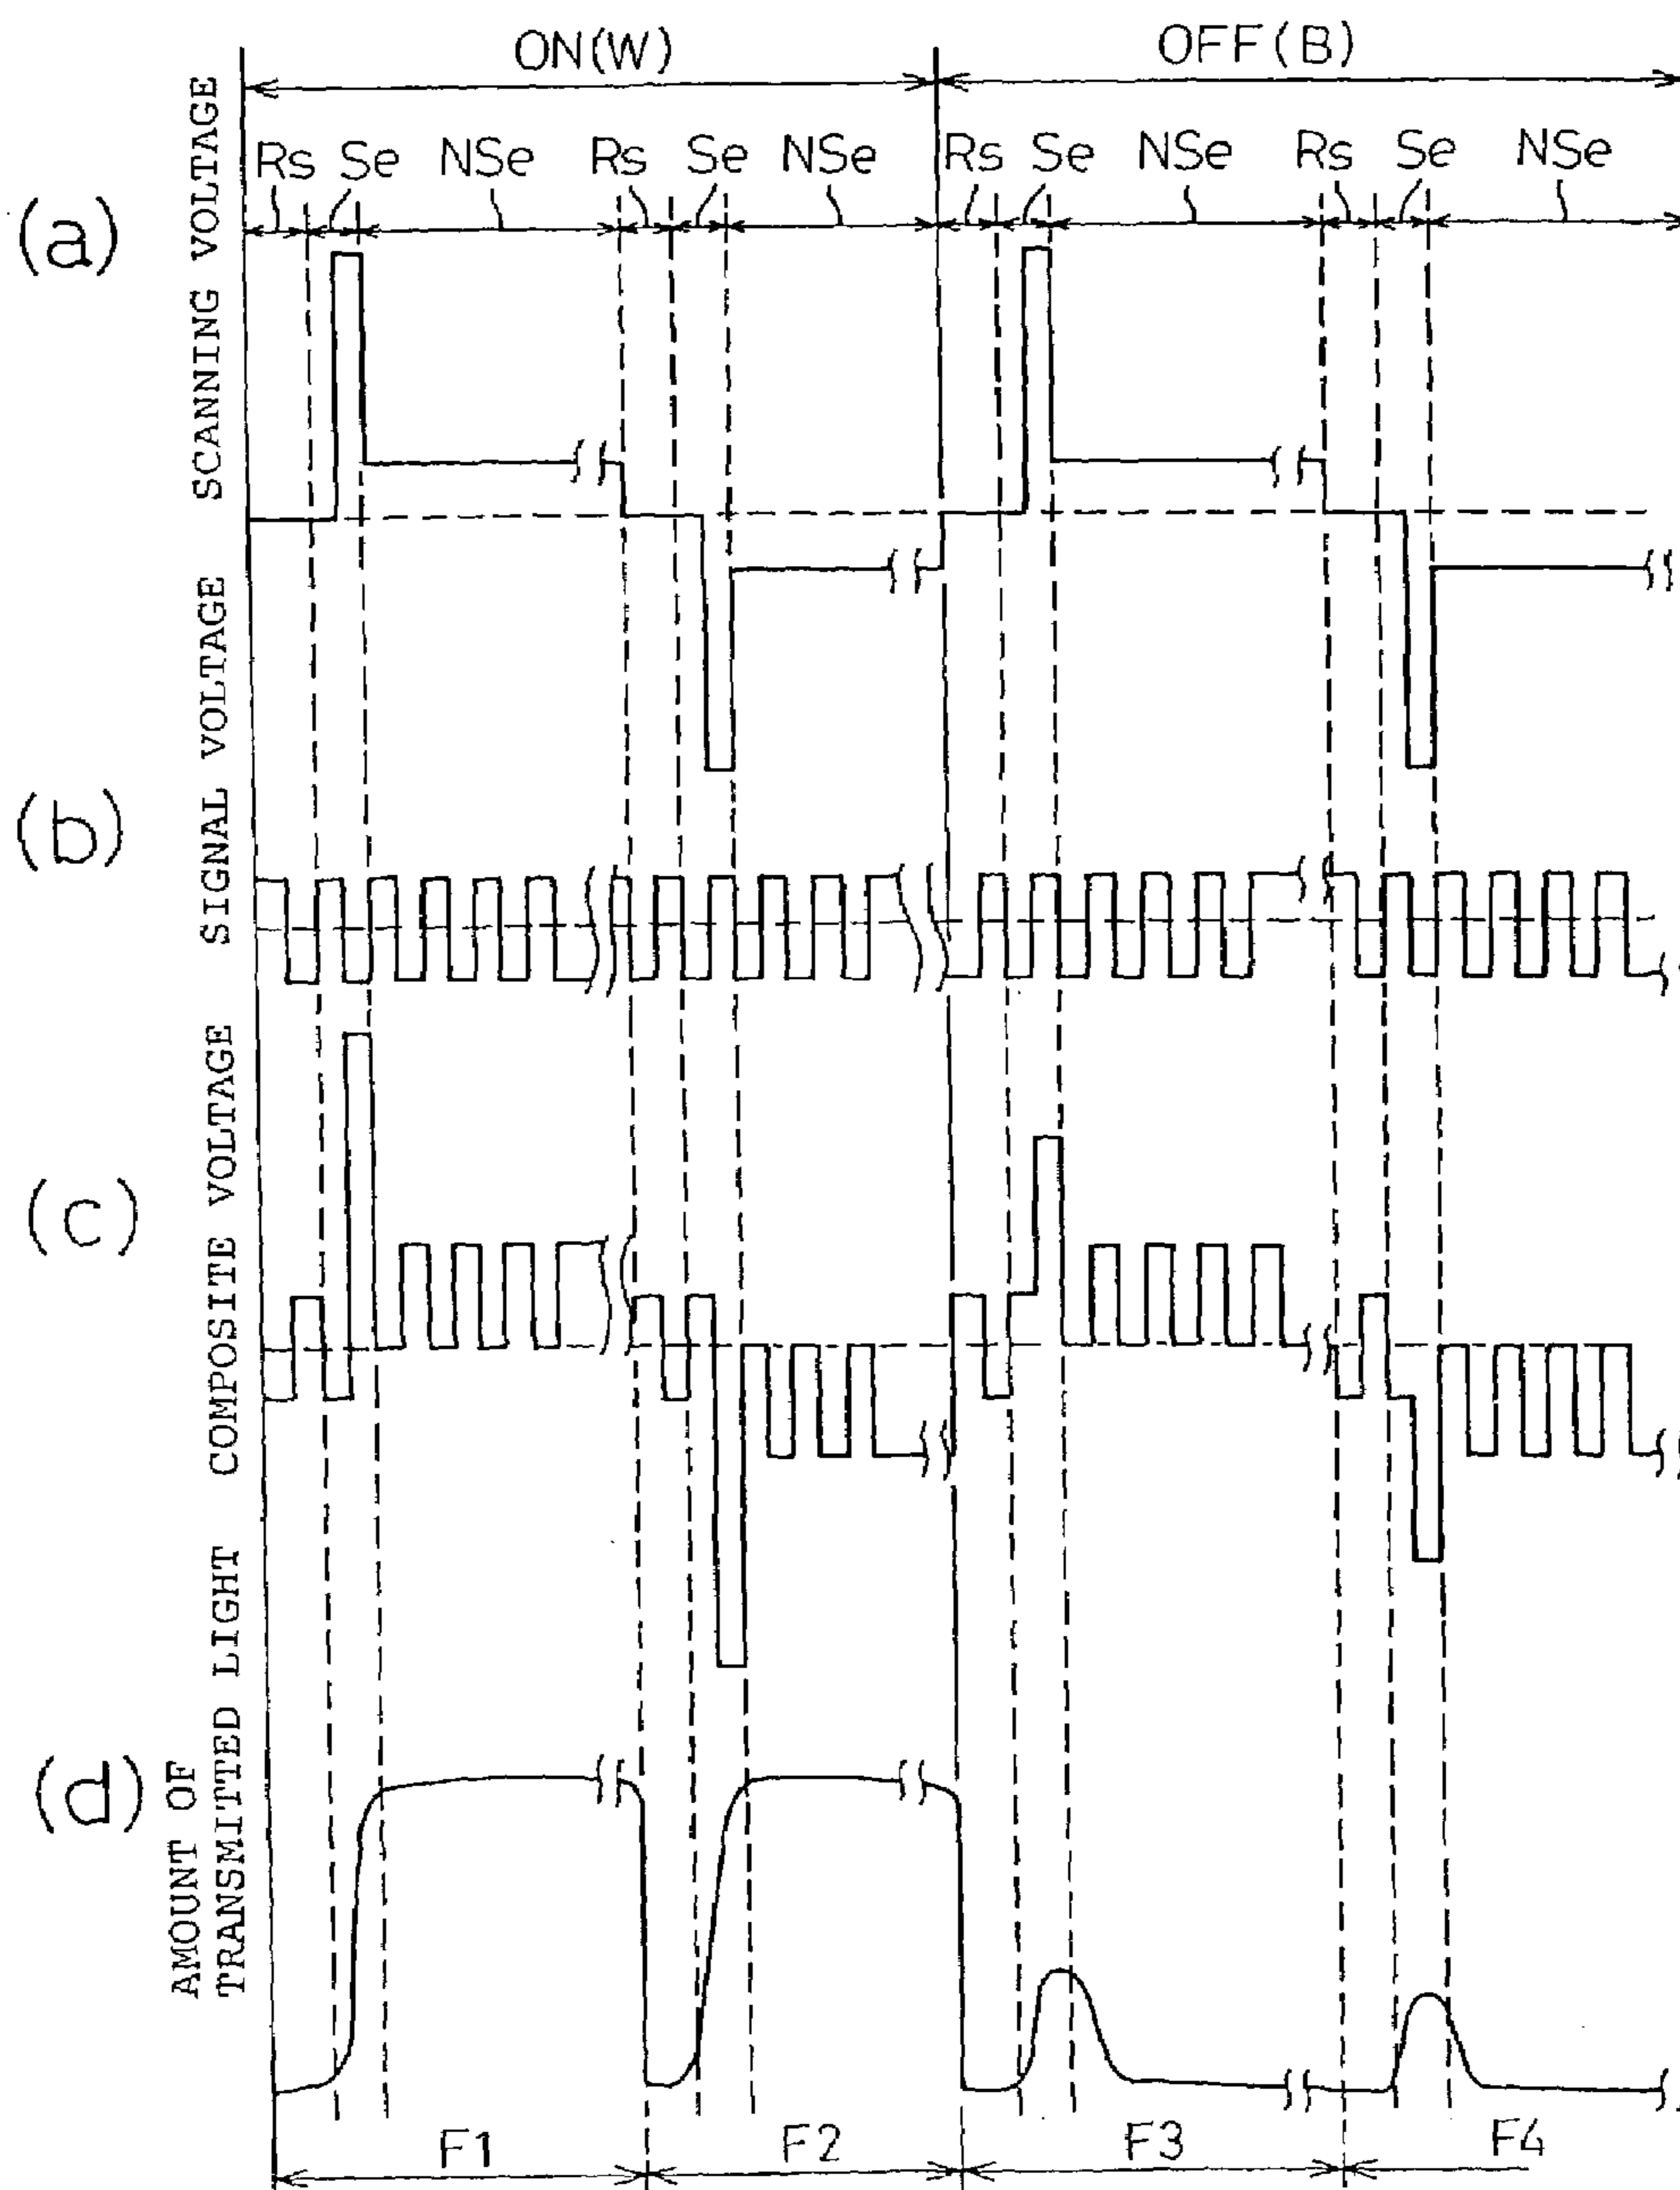 ON(W) OFF(B)
Rs Se NSe Rs Se NSe Rs Se NSe Rs Se NSe
(a) SCANNING VOLTAGE
(b) SIGNAL VOLTAGE
(c) COMPOSITE VOLTAGE
(d) AMOUNT OF
TRANSMITTED LIGHT
F1 F2 F3 F4